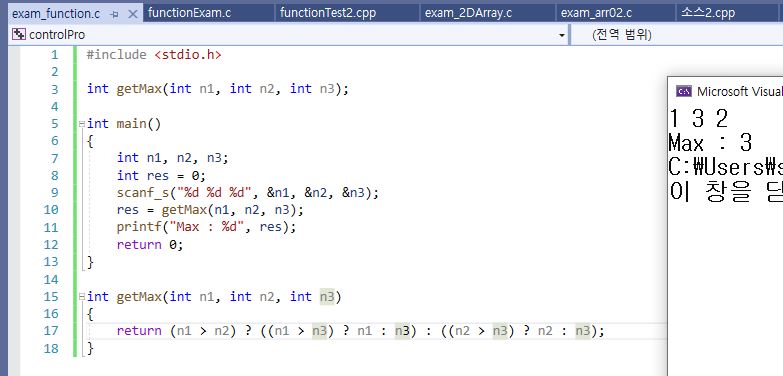 exam_function.c functionExam.c functionTest2.cpp exam_2DArray.c exam_arr02.c 소스2.cpp
controlPro (전역 범위)
1 #include <stdio.h>
2
3 int getMax(int n1, int n2, int n3);
4
5 int main()
6 {
7 int n1, n2, n3;
8 int res = 0;
9 scanf_s("%d %d %d", &n1, &n2, &n3);
10 res = getMax(n1, n2, n3);
11 printf("Max : %d", res);
12 return 0;
13 }
14
15 int getMax(int n1, int n2, int n3)
16 {
17 return (n1 > n2) ? ((n1 > n3) ? n1 : n3) : ((n2 > n3) ? n2 : n3);
18 }
Microsoft Visual
1 3 2
Max : 3
C:₩Users₩s
이 창을 닫